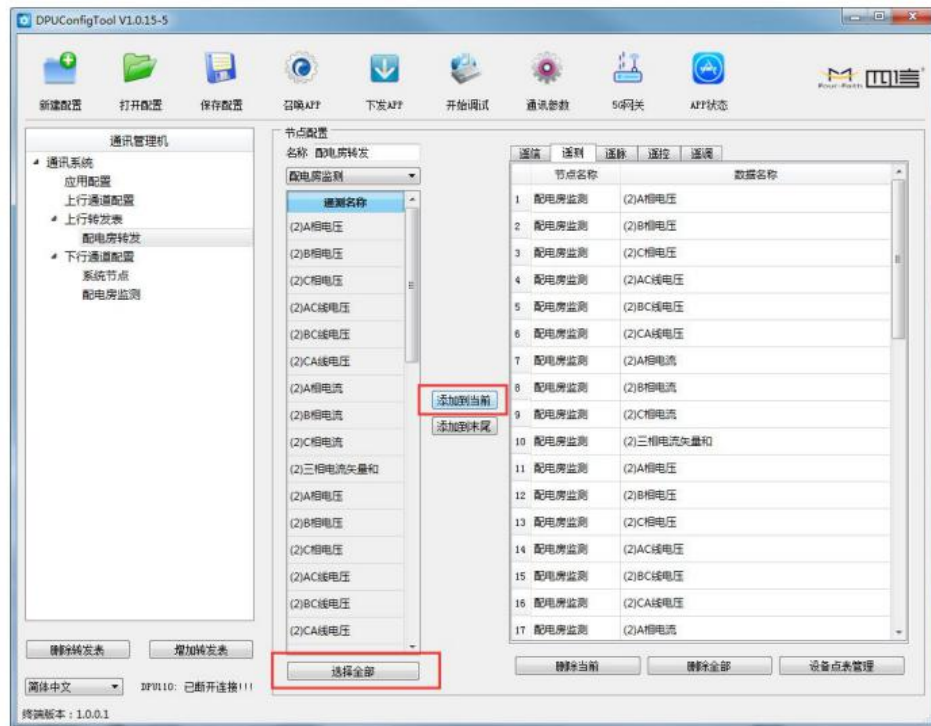 DPUConfigTool V1.0.15-5
新建配置 打开配置 保存配置 召唤APP 下发APP 开始调试 通讯参数 5G网关 APP状态
Four-Faith 四信
通讯管理机
通讯系统
应用配置
上行通道配置
上行转发表
配电房转发
下行通道配置
系统节点
配电房监测
删除转发表 增加转发表
简体中文 DPU110: 已断开连接!!!
终端版本：1.0.0.1
节点配置
名称 配电房转发
配电房监测
遥测名称
(2)A相电压
(2)B相电压
(2)C相电压
(2)AC线电压
(2)BC线电压
(2)CA线电压
(2)A相电流
(2)B相电流
(2)C相电流
(2)三相电流矢量和
(2)A相电压
(2)B相电压
(2)C相电压
(2)AC线电压
(2)BC线电压
(2)CA线电压
选择全部
添加到当前
添加到末尾
遥信 遥测 遥脉 遥控 遥调
节点名称 数据名称
1 配电房监测 (2)A相电压
2 配电房监测 (2)B相电压
3 配电房监测 (2)C相电压
4 配电房监测 (2)AC线电压
5 配电房监测 (2)BC线电压
6 配电房监测 (2)CA线电压
7 配电房监测 (2)A相电流
8 配电房监测 (2)B相电流
9 配电房监测 (2)C相电流
10 配电房监测 (2)三相电流矢量和
11 配电房监测 (2)A相电压
12 配电房监测 (2)B相电压
13 配电房监测 (2)C相电压
14 配电房监测 (2)AC线电压
15 配电房监测 (2)BC线电压
16 配电房监测 (2)CA线电压
17 配电房监测 (2)A相电流
删除当前 删除全部 设备点表管理